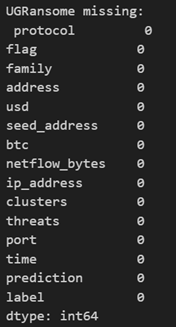 UGRansome missing:
protocol 0
flag 0
family 0
address 0
usd 0
seed_address 0
btc 0
netflow_bytes 0
ip_address 0
clusters 0
threats 0
port 0
time 0
prediction 0
label 0
dtype: int64